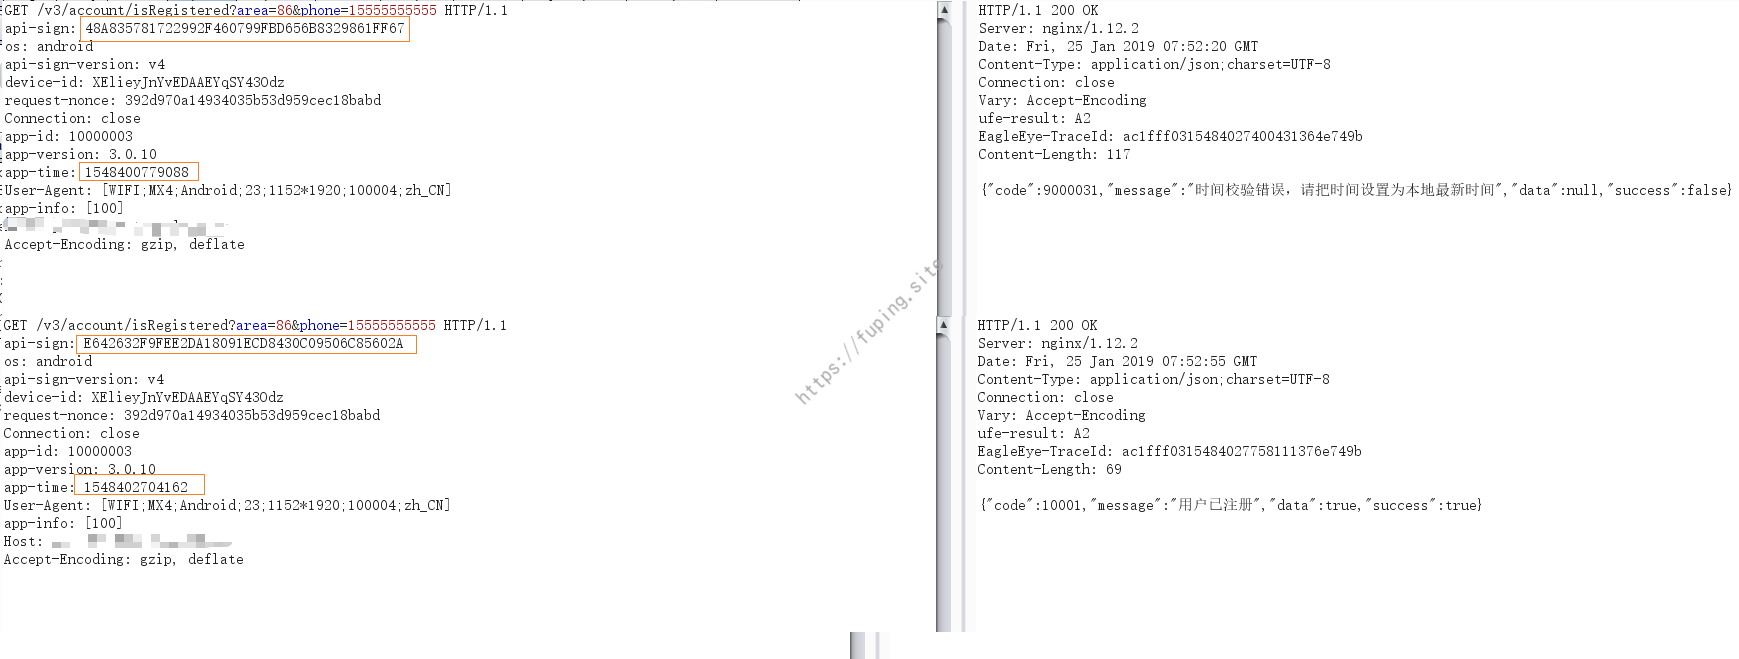 GET /v3/account/isRegistered?area=86&phone=15555555555 HTTP/1.1
api-sign: 48A835781722992F460799FBD656B8329861FF67
os: android
api-sign-version: v4
device-id: XElieyJnYvEDAAEYqSY43Odz
request-nonce: 392d970a14934035b53d959cec18babd
Connection: close
app-id: 10000003
app-version: 3.0.10
app-time: 1548400779088
User-Agent: [WIFI;MX4;Android;23;1152*1920;100004;zh_CN]
app-info: [100]
Accept-Encoding: gzip, deflate
HTTP/1.1 200 OK
Server: nginx/1.12.2
Date: Fri, 25 Jan 2019 07:52:20 GMT
Content-Type: application/json;charset=UTF-8
Connection: close
Vary: Accept-Encoding
ufe-result: A2
EagleEye-TraceId: ac1fff0315484027400431364e749b
Content-Length: 117
{"code":9000031,"message":"时间校验错误，请把时间设置为本地最新时间","data":null,"success":false}
https://fuping.site
GET /v3/account/isRegistered?area=86&phone=15555555555 HTTP/1.1
api-sign: E642632F9FEE2DA18091ECD8430C09506C85602A
os: android
api-sign-version: v4
device-id: XElieyJnYvEDAAEYqSY43Odz
request-nonce: 392d970a14934035b53d959cec18babd
Connection: close
app-id: 10000003
app-version: 3.0.10
app-time: 1548402704162
User-Agent: [WIFI;MX4;Android;23;1152*1920;100004;zh_CN]
app-info: [100]
Host:
Accept-Encoding: gzip, deflate
HTTP/1.1 200 OK
Server: nginx/1.12.2
Date: Fri, 25 Jan 2019 07:52:55 GMT
Content-Type: application/json;charset=UTF-8
Connection: close
Vary: Accept-Encoding
ufe-result: A2
EagleEye-TraceId: ac1fff0315484027758111376e749b
Content-Length: 69
{"code":10001,"message":"用户已注册","data":true,"success":true}